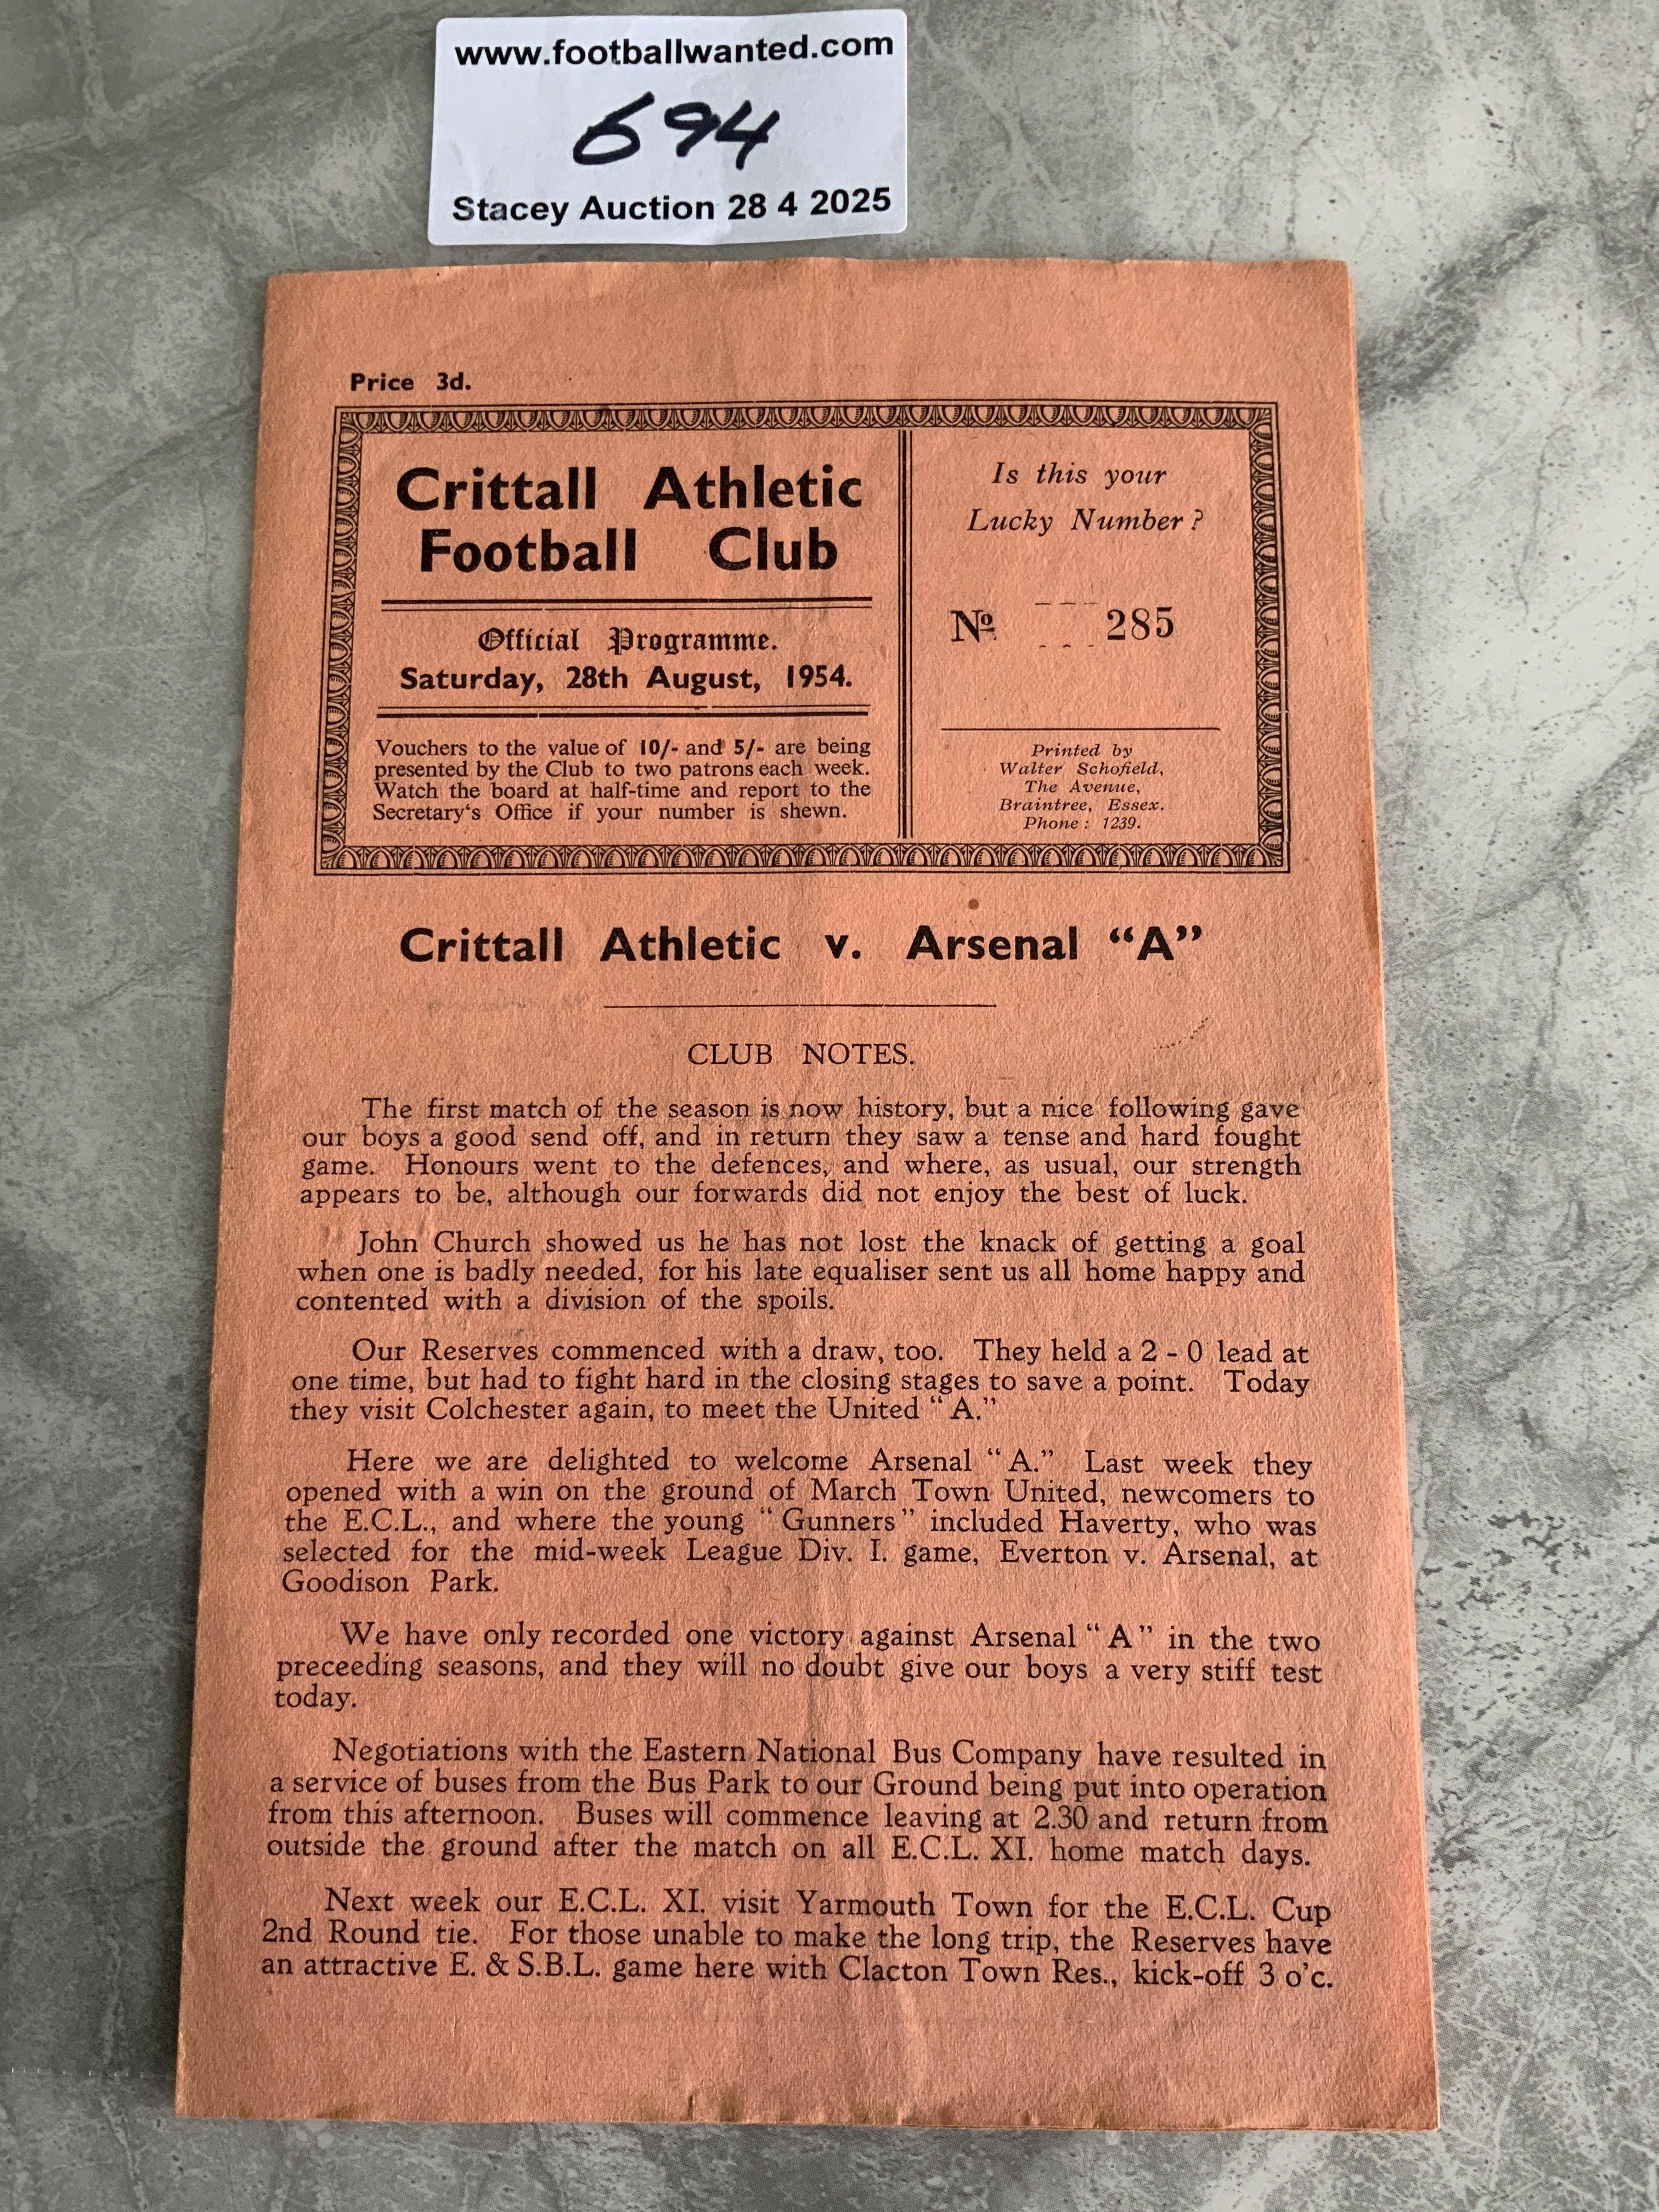 www.footballwanted.com
694
Stacey Auction 28 4 2025
Price 3d.
Crittall Athletic
Football Club
Official Programme.
Saturday, 28th August, 1954.
Vouchers to the value of 10/- and 5/- are being
presented by the Club to two patrons each week.
Watch the board at half-time and report to the
Secretary's Office if your number is shewn.
Is this your
Lucky Number ?
Nº 285
Printed by
Walter Schofield,
The Avenue,
Braintree, Essex.
Phone : 1239.
Crittall Athletic v. Arsenal "A"
CLUB NOTES.
The first match of the season is now history, but a nice following gave
our boys a good send off, and in return they saw a tense and hard fought
game. Honours went to the defences, and where, as usual, our strength
appears to be, although our forwards did not enjoy the best of luck.
John Church showed us he has not lost the knack of getting a goal
when one is badly needed, for his late equaliser sent us all home happy and
contented with a division of the spoils.
Our Reserves commenced with a draw, too. They held a 2 - 0 lead at
one time, but had to fight hard in the closing stages to save a point. Today
they visit Colchester again, to meet the United "A."
Here we are delighted to welcome Arsenal "A." Last week they
opened with a win on the ground of March Town United, newcomers to
the E.C.L., and where the young "Gunners" included Haverty, who was
selected for the mid-week League Div. I. game, Everton v. Arsenal, at
Goodison Park.
We have only recorded one victory against Arsenal "A" in the two
preceeding seasons, and they will no doubt give our boys a very stiff test
today.
Negotiations with the Eastern National Bus Company have resulted in
a service of buses from the Bus Park to our Ground being put into operation
from this afternoon. Buses will commence leaving at 2.30 and return from
outside the ground after the match on all E.C.L. XI. home match days.
Next week our E.C.L. XI. visit Yarmouth Town for the E.C.L. Cup
2nd Round tie. For those unable to make the long trip, the Reserves have
an attractive E. & S.B.L. game here with Clacton Town Res., kick-off 3 o'c.